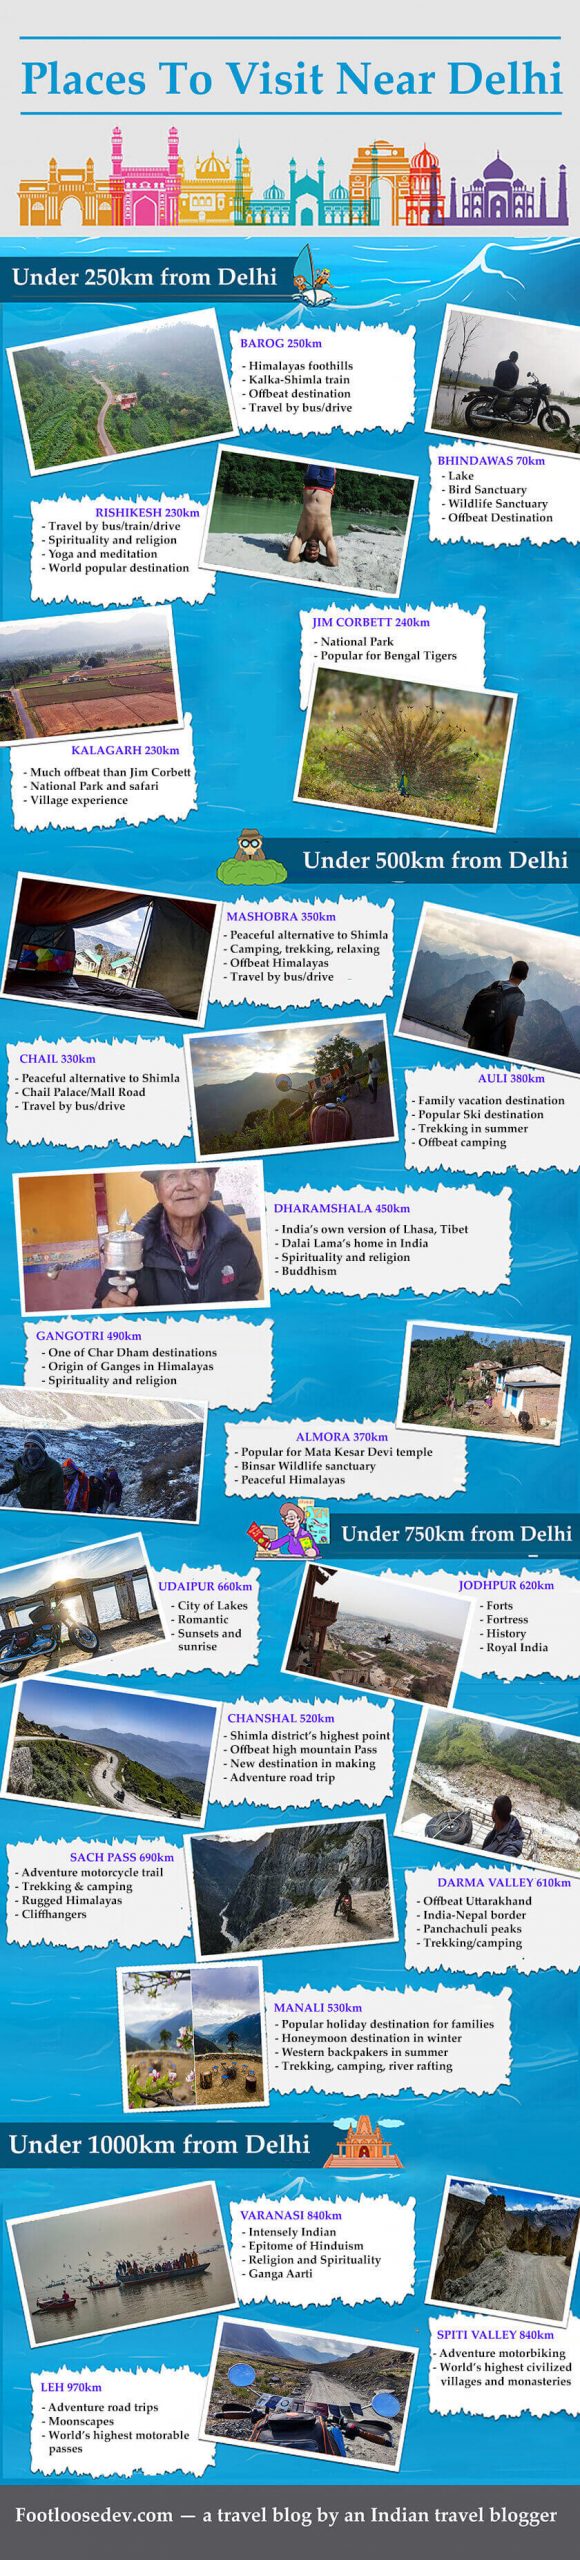 Places To Visit Near Delhi
Under 250km from Delhi
BAROG 250km
- Himalayas foothills
- Kalka-Shimla train
- Offbeat destination
- Travel by bus/drive
BHINDAWAS 70km
- Lake
- Bird Sanctuary
- Wildlife Sanctuary
- Offbeat Destination
RISHIKESH 230km
- Travel by bus/train/drive
- Spirituality and religion
- Yoga and meditation
- World popular destination
JIM CORBETT 240km
- National Park
- Popular for Bengal Tigers
KALAGARH 230km
- Much offbeat than Jim Corbett
- National Park and safari
- Village experience
Under 500km from Delhi
MASHOBRA 350km
- Peaceful alternative to Shimla
- Camping, trekking, relaxing
- Offbeat Himalayas
- Travel by bus/drive
CHAIL 330km
- Peaceful alternative to Shimla
- Chail Palace/Mall Road
- Travel by bus/drive
AULI 380km
- Family vacation destination
- Popular Ski destination
- Trekking in summer
- Offbeat camping
DHARAMSHALA 450km
- India's own version of Lhasa, Tibet
- Dalai Lama's home in India
- Spirituality and religion
- Buddhism
GANGOTRI 490km
- One of Char Dham destinations
- Origin of Ganges in Himalayas
- Spirituality and religion
ALMORA 370km
- Popular for Mata Kesar Devi temple
- Binsar Wildlife sanctuary
- Peaceful Himalayas
Under 750km from Delhi
UDAIPUR 660km
- City of Lakes
- Romantic
- Sunsets and
sunrise
JODHPUR 620km
- Forts
- Fortress
- History
- Royal India
CHANSHAL 520km
- Shimla district's highest point
- Offbeat high mountain Pass
- New destination in making
- Adventure road trip
SACH PASS 690km
- Adventure motorcycle trail
- Trekking & camping
- Rugged Himalayas
- Cliffhangers
DARMA VALLEY 610km
- Offbeat Uttarakhand
- India-Nepal border
- Panchachuli peaks
- Trekking/camping
MANALI 530km
- Popular holiday destination for families
- Honeymoon destination in winter
- Western backpakers in summer
- Trekking, camping, river rafting
Under 1000km from Delhi
VARANASI 840km
- Intensely Indian
- Epitome of Hinduism
- Religion and Spirituality
- Ganga Aarti
SPITI VALLEY 840km
- Adventure motorbiking
- World's highest civilized
villages and monasteries
LEH 970km
- Adventure road trips
- Moonscapes
- World's highest motorable
passes
Footloosedev.com — a travel blog by an Indian travel blogger